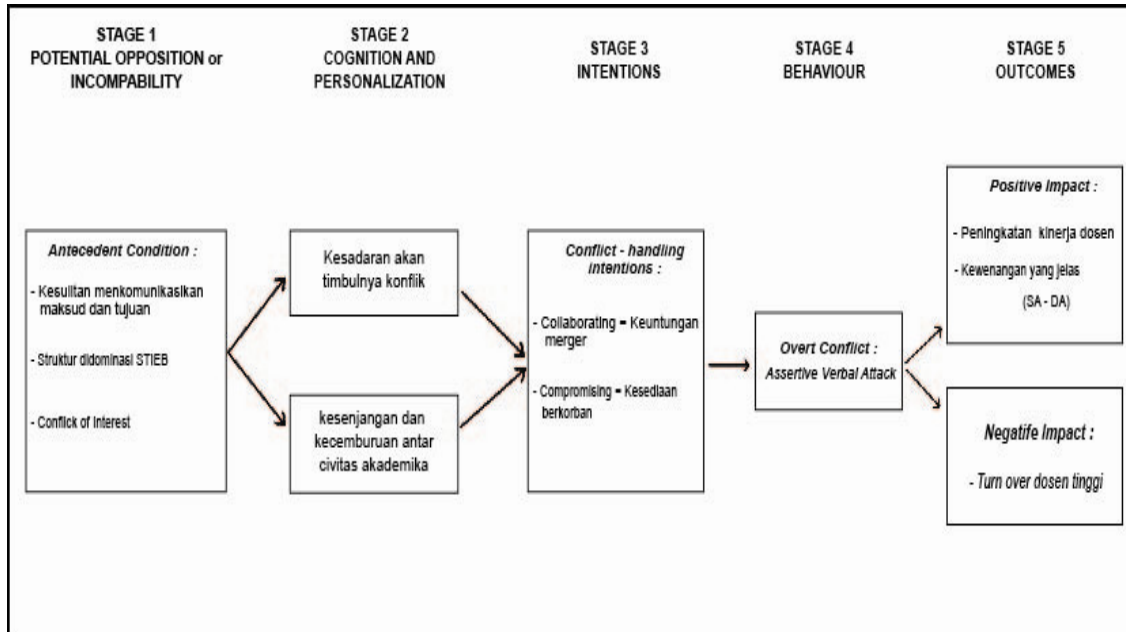 STAGE 1
POTENTIAL OPPOSITION or
INCOMPABILITY
STAGE 2
COGNITION AND
PERSONALIZATION
STAGE 3
INTENTIONS
STAGE 4
BEHAVIOUR
STAGE 5
OUTCOMES
Antecedent Condition :
- Kesulitan menkomunikasikan
maksud dan tujuan
- Struktur didominasi STIEB
- Conflick of Interest
Kesadaran akan
timbulnya konflik
kesenjangan dan
kecemburuan antar
civitas akademika
Conflict - handling
intentions :
- Collaborating = Keuntungan
merger
- Compromising = Kesediaan
berkorban
Overt Conflict :
Assertive Verbal Attack
Positive Impact :
- Peningkatan kinerja dosen
- Kewenangan yang jelas
(SA - DA)
Negatife Impact :
- Turn over dosen tinggi